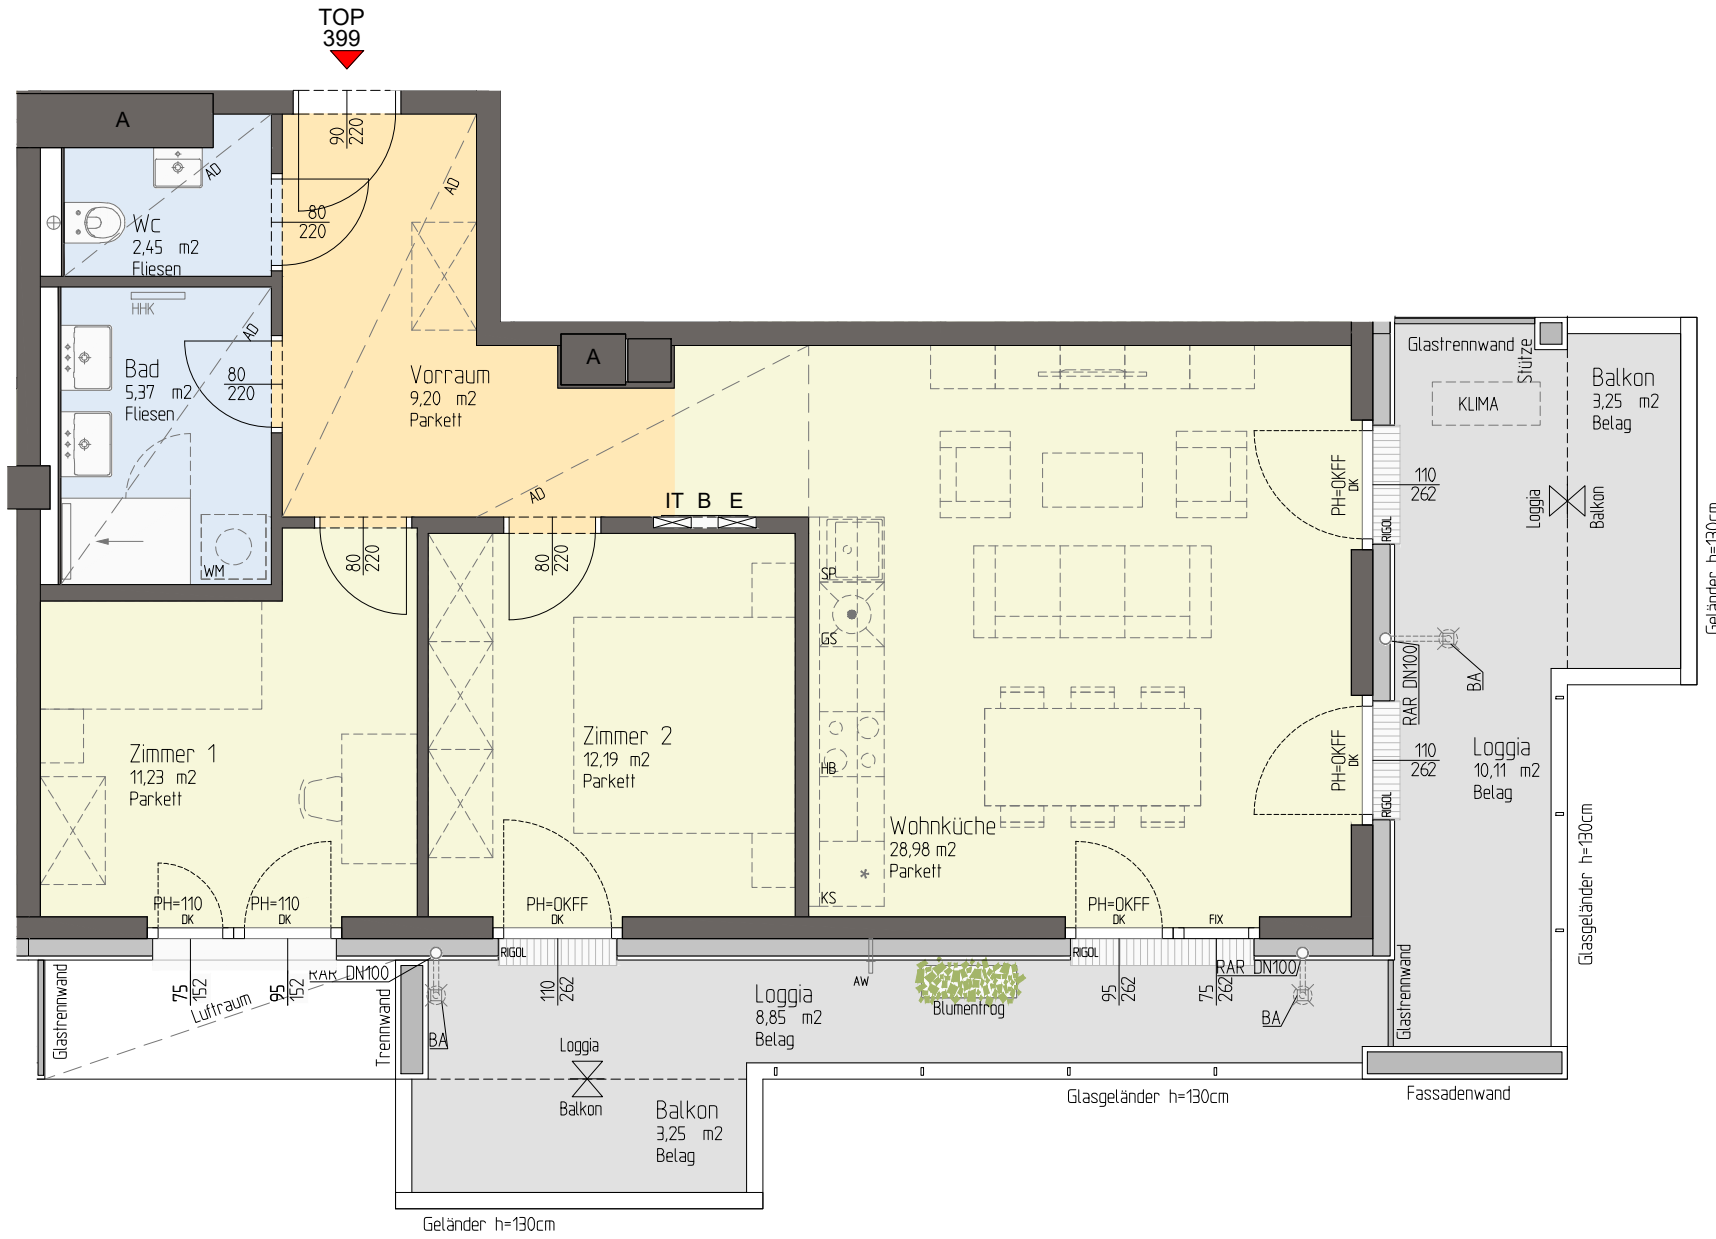 TOP
399
A
90
220
AD
AD
Wc
2,45 m2
Fliesen
80
220
HHK
AD
Bad
5,37 m2
Fliesen
80
220
WM
Vorraum
9,20 m2
Parkett
A
AD
IT B E
80
220
80
220
SP
GS
HB
KS
Zimmer 1
11,23 m2
Parkett
Zimmer 2
12,19 m2
Parkett
Wohnküche
28,98 m2
Parkett
PH=110
DK
PH=110
DK
PH=OKFF
DK
PH=OKFF
DK
FIX
PH=OKFF
DK
RIGOL
110
262
PH=OKFF
DK
RIGOL
110
262
Glastrennwand
Stütze
KLIMA
Balkon
3,25 m2
Belag
Loggia
Balkon
Geländer h=130cm
RAR DN100
BA
Loggia
10,11 m2
Belag
Glasgeländer h=130cm
Glastrennwand
75
152
95
152
RAR DN100
Luftraum
Glastrennwand
Trennwand
BA
RIGOL
110
262
AW
Loggia
8,85 m2
Belag
Blumentrog
RIGOL
95
262
75
262
RAR DN100
BA
Loggia
Balkon
Balkon
3,25 m2
Belag
Glasgeländer h=130cm
Fassadenwand
Geländer h=130cm